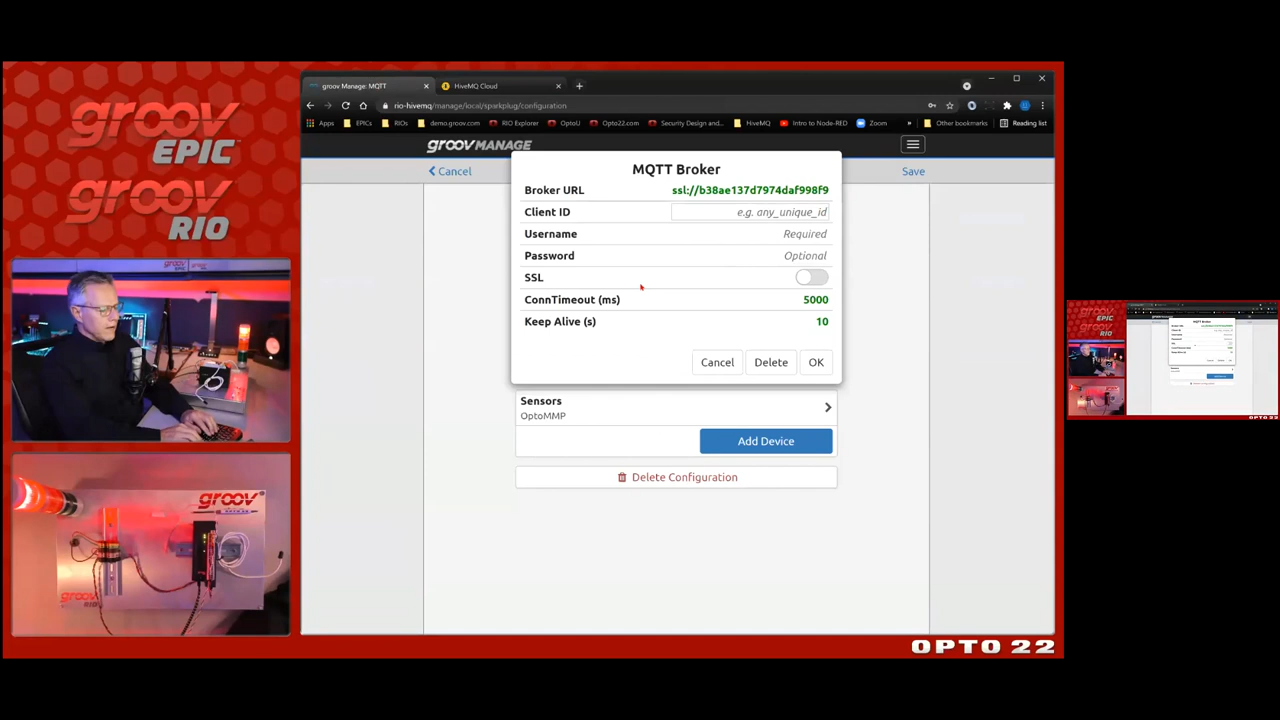 groov
EPIC
groov
RIO
groov
groov
RIO
groov Manage: MQTT
HiveMQ Cloud
rio-hivemq/manage/local/sparkplug/configuration
Apps
EPICs
RIOs
demo.groov.com
RIO Explorer
OptoU
Opto22.com
Security Design and...
HiveMQ
Intro to Node-RED
Zoom
»
Other bookmarks
Reading list
groov MANAGE
Cancel
Save
MQTT Broker
Broker URL ssl://b38ae137d7974daf998f9
Client ID e.g. any_unique_id
Username Required
Password Optional
SSL
ConnTimeout (ms) 5000
Keep Alive (s) 10
Cancel Delete OK
Sensors
OptoMMP
Add Device
Delete Configuration
OPTO 22